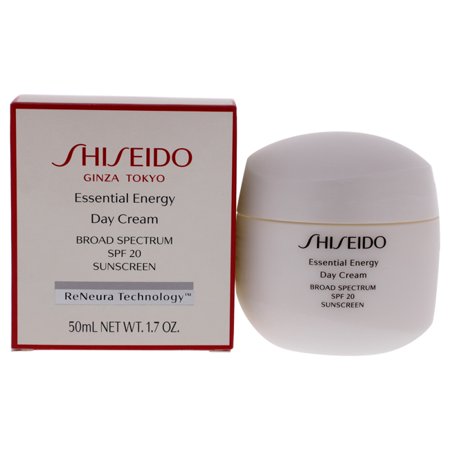 SHISEIDO
GINZA TOKYO
Essential Energy
Day Cream
BROAD SPECTRUM
SPF 20
SUNSCREEN
ReNeura Technology™
50mL NET WT. 1.7 OZ.
SHISEIDO
Essential Energy
Day Cream
BROAD SPECTRUM
SPF 20
SUNSCREEN